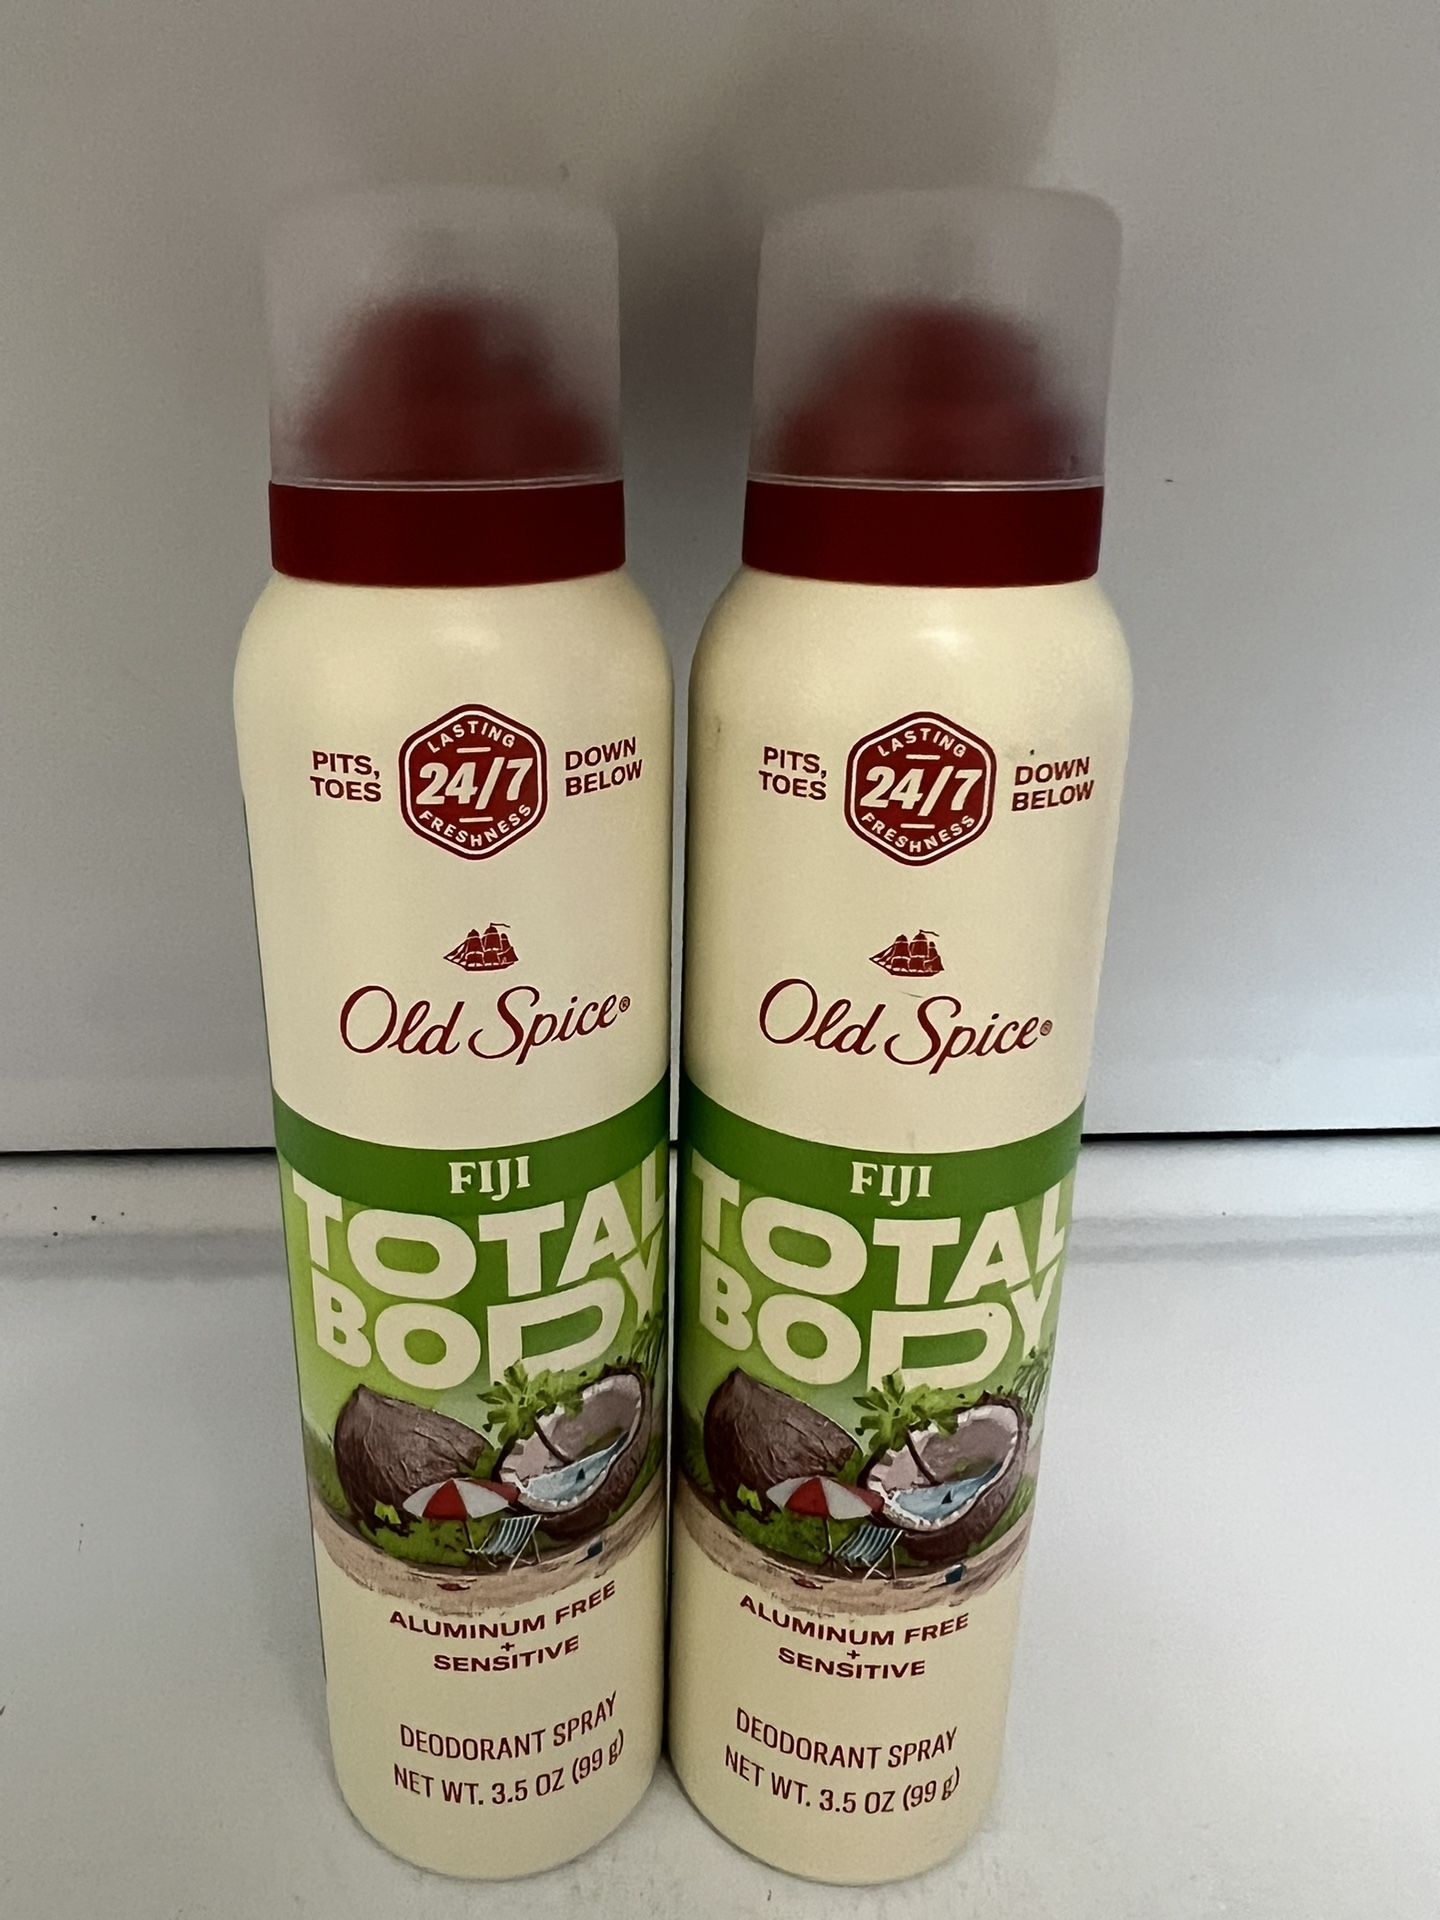 PITS,
TOES
LASTING
24/7
FRESHNESS
DOWN
BELOW
Old Spice®
FIJI
TOTAL
BODY
ALUMINUM FREE
+
SENSITIVE
DEODORANT SPRAY
NET WT. 3.5 OZ (99 g)
PITS,
TOES
LASTING
24/7
FRESHNESS
DOWN
BELOW
Old Spice®
FIJI
TOTAL
BODY
ALUMINUM FREE
+
SENSITIVE
DEODORANT SPRAY
NET WT. 3.5 OZ (99 g)